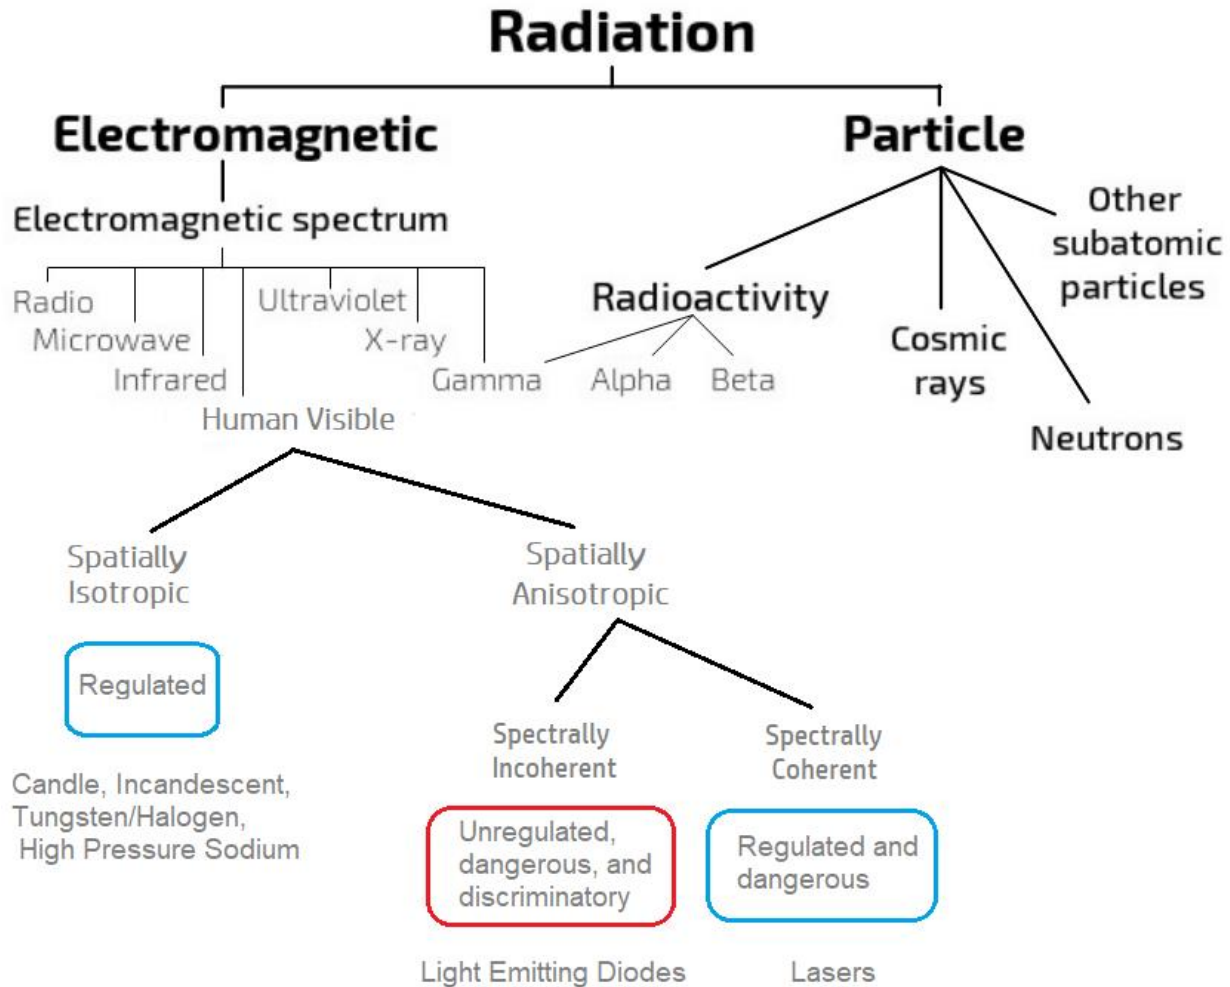 Radiation
Electromagnetic
Particle
Electromagnetic spectrum
Radio
Microwave
Infrared
Human Visible
Ultraviolet
X-ray
Gamma
Radioactivity
Alpha
Beta
Cosmic
rays
Neutrons
Other
subatomic
particles
Spatially
Isotropic
Regulated
Candle, Incandescent,
Tungsten/Halogen,
High Pressure Sodium
Spatially
Anisotropic
Spectrally
Incoherent
Unregulated,
dangerous, and
discriminatory
Light Emitting Diodes
Spectrally
Coherent
Regulated and
dangerous
Lasers